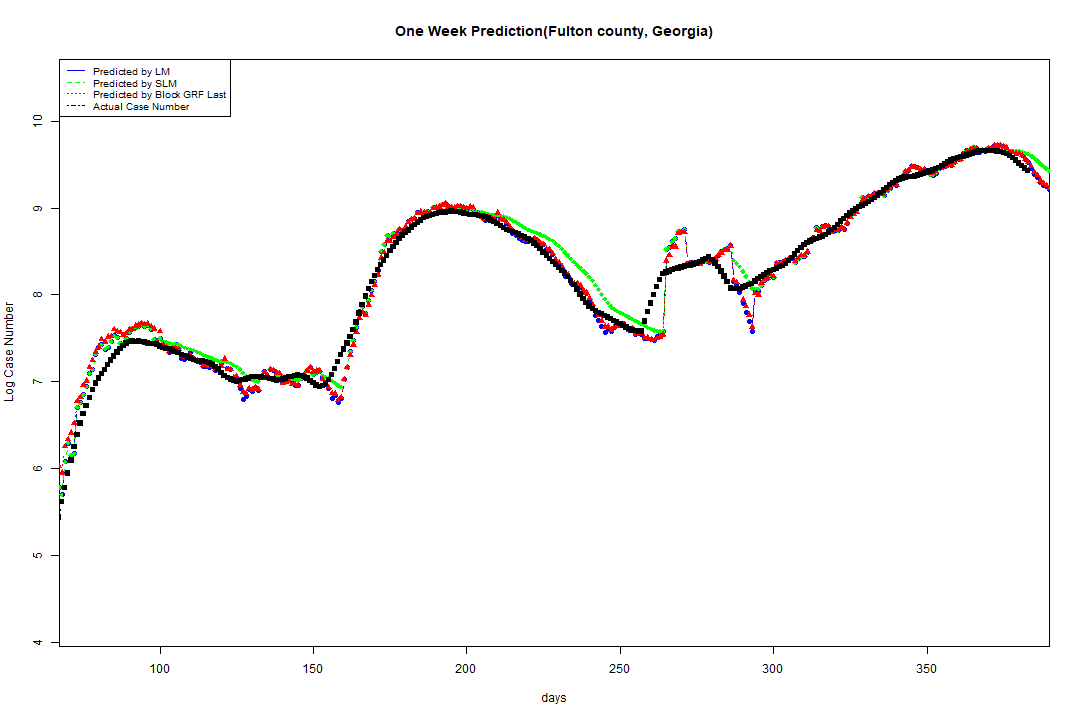 One Week Prediction(Fulton county, Georgia)
Predicted by LM
Predicted by SLM
Predicted by Block GRF Last
Actual Case Number
Log Case Number
10
9
8
7
6
5
4
100 150 200 250 300 350
days